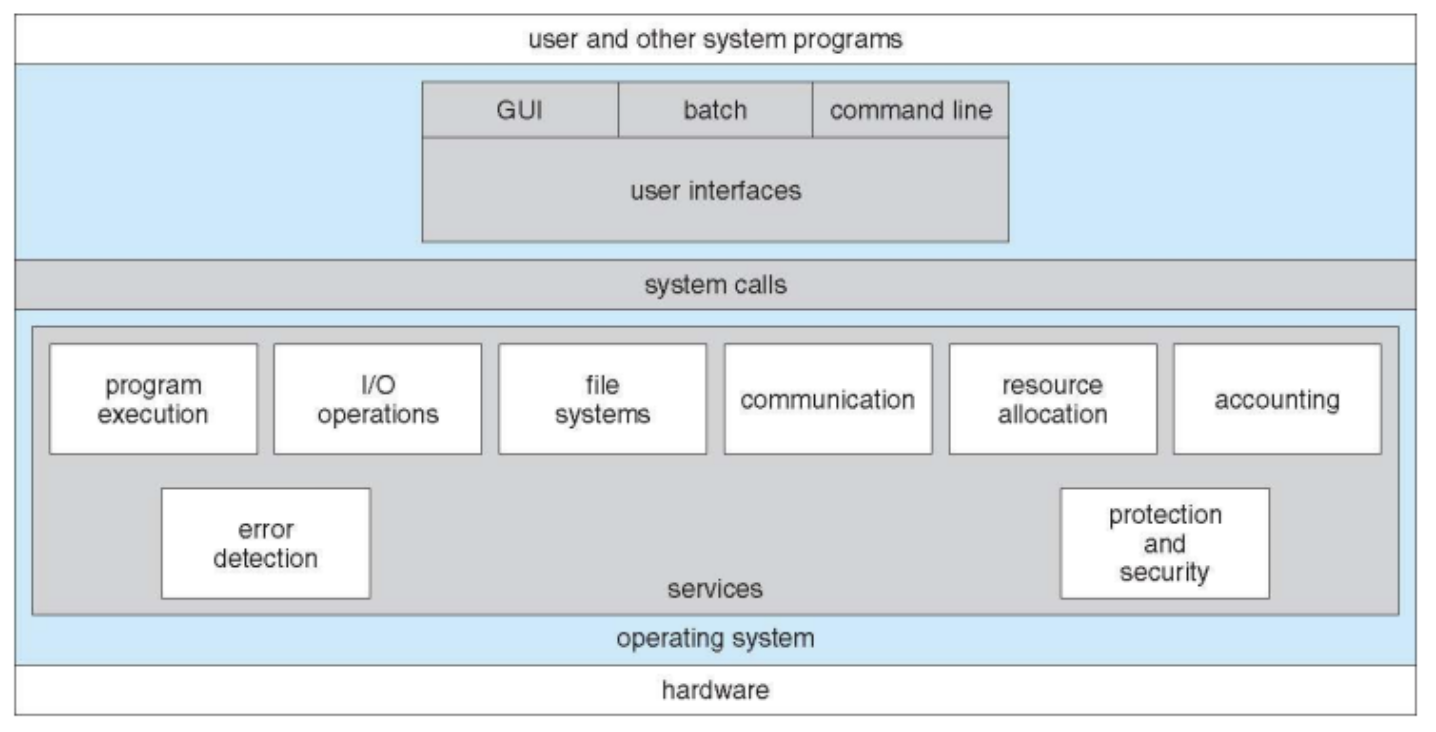 user and other system programs
GUI
batch
command line
user interfaces
system calls
program
execution
I/O
operations
file
systems
communication
resource
allocation
accounting
error
detection
protection
and
security
services
operating system
hardware